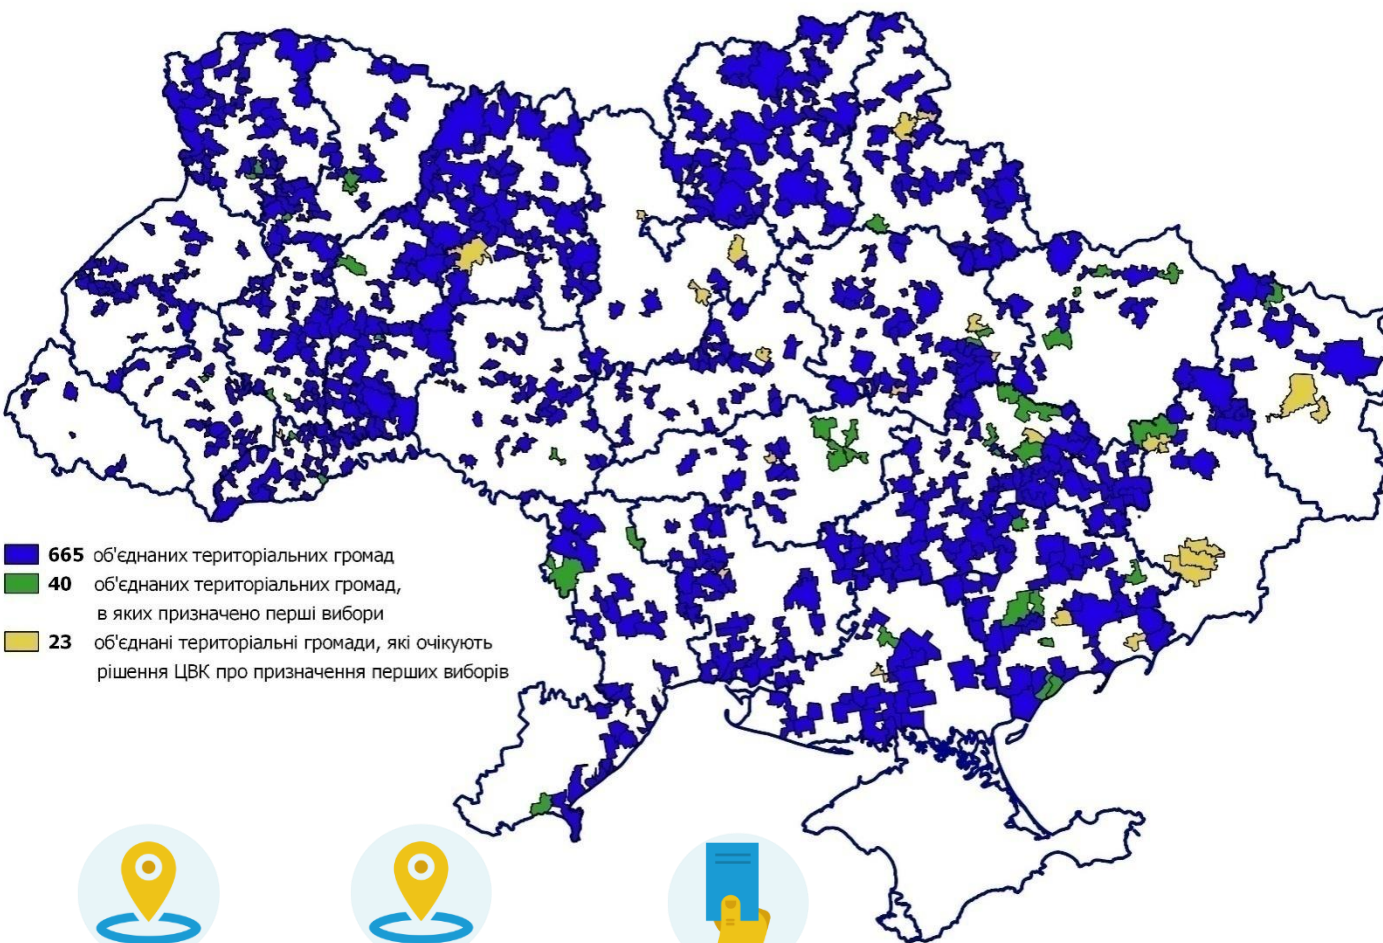 665 об'єднаних територіальних громад
40 об'єднаних територіальних громад,
в яких призначено перші вибори
23 об'єднані територіальні громади, які очікують
рішення ЦВК про призначення перших виборів